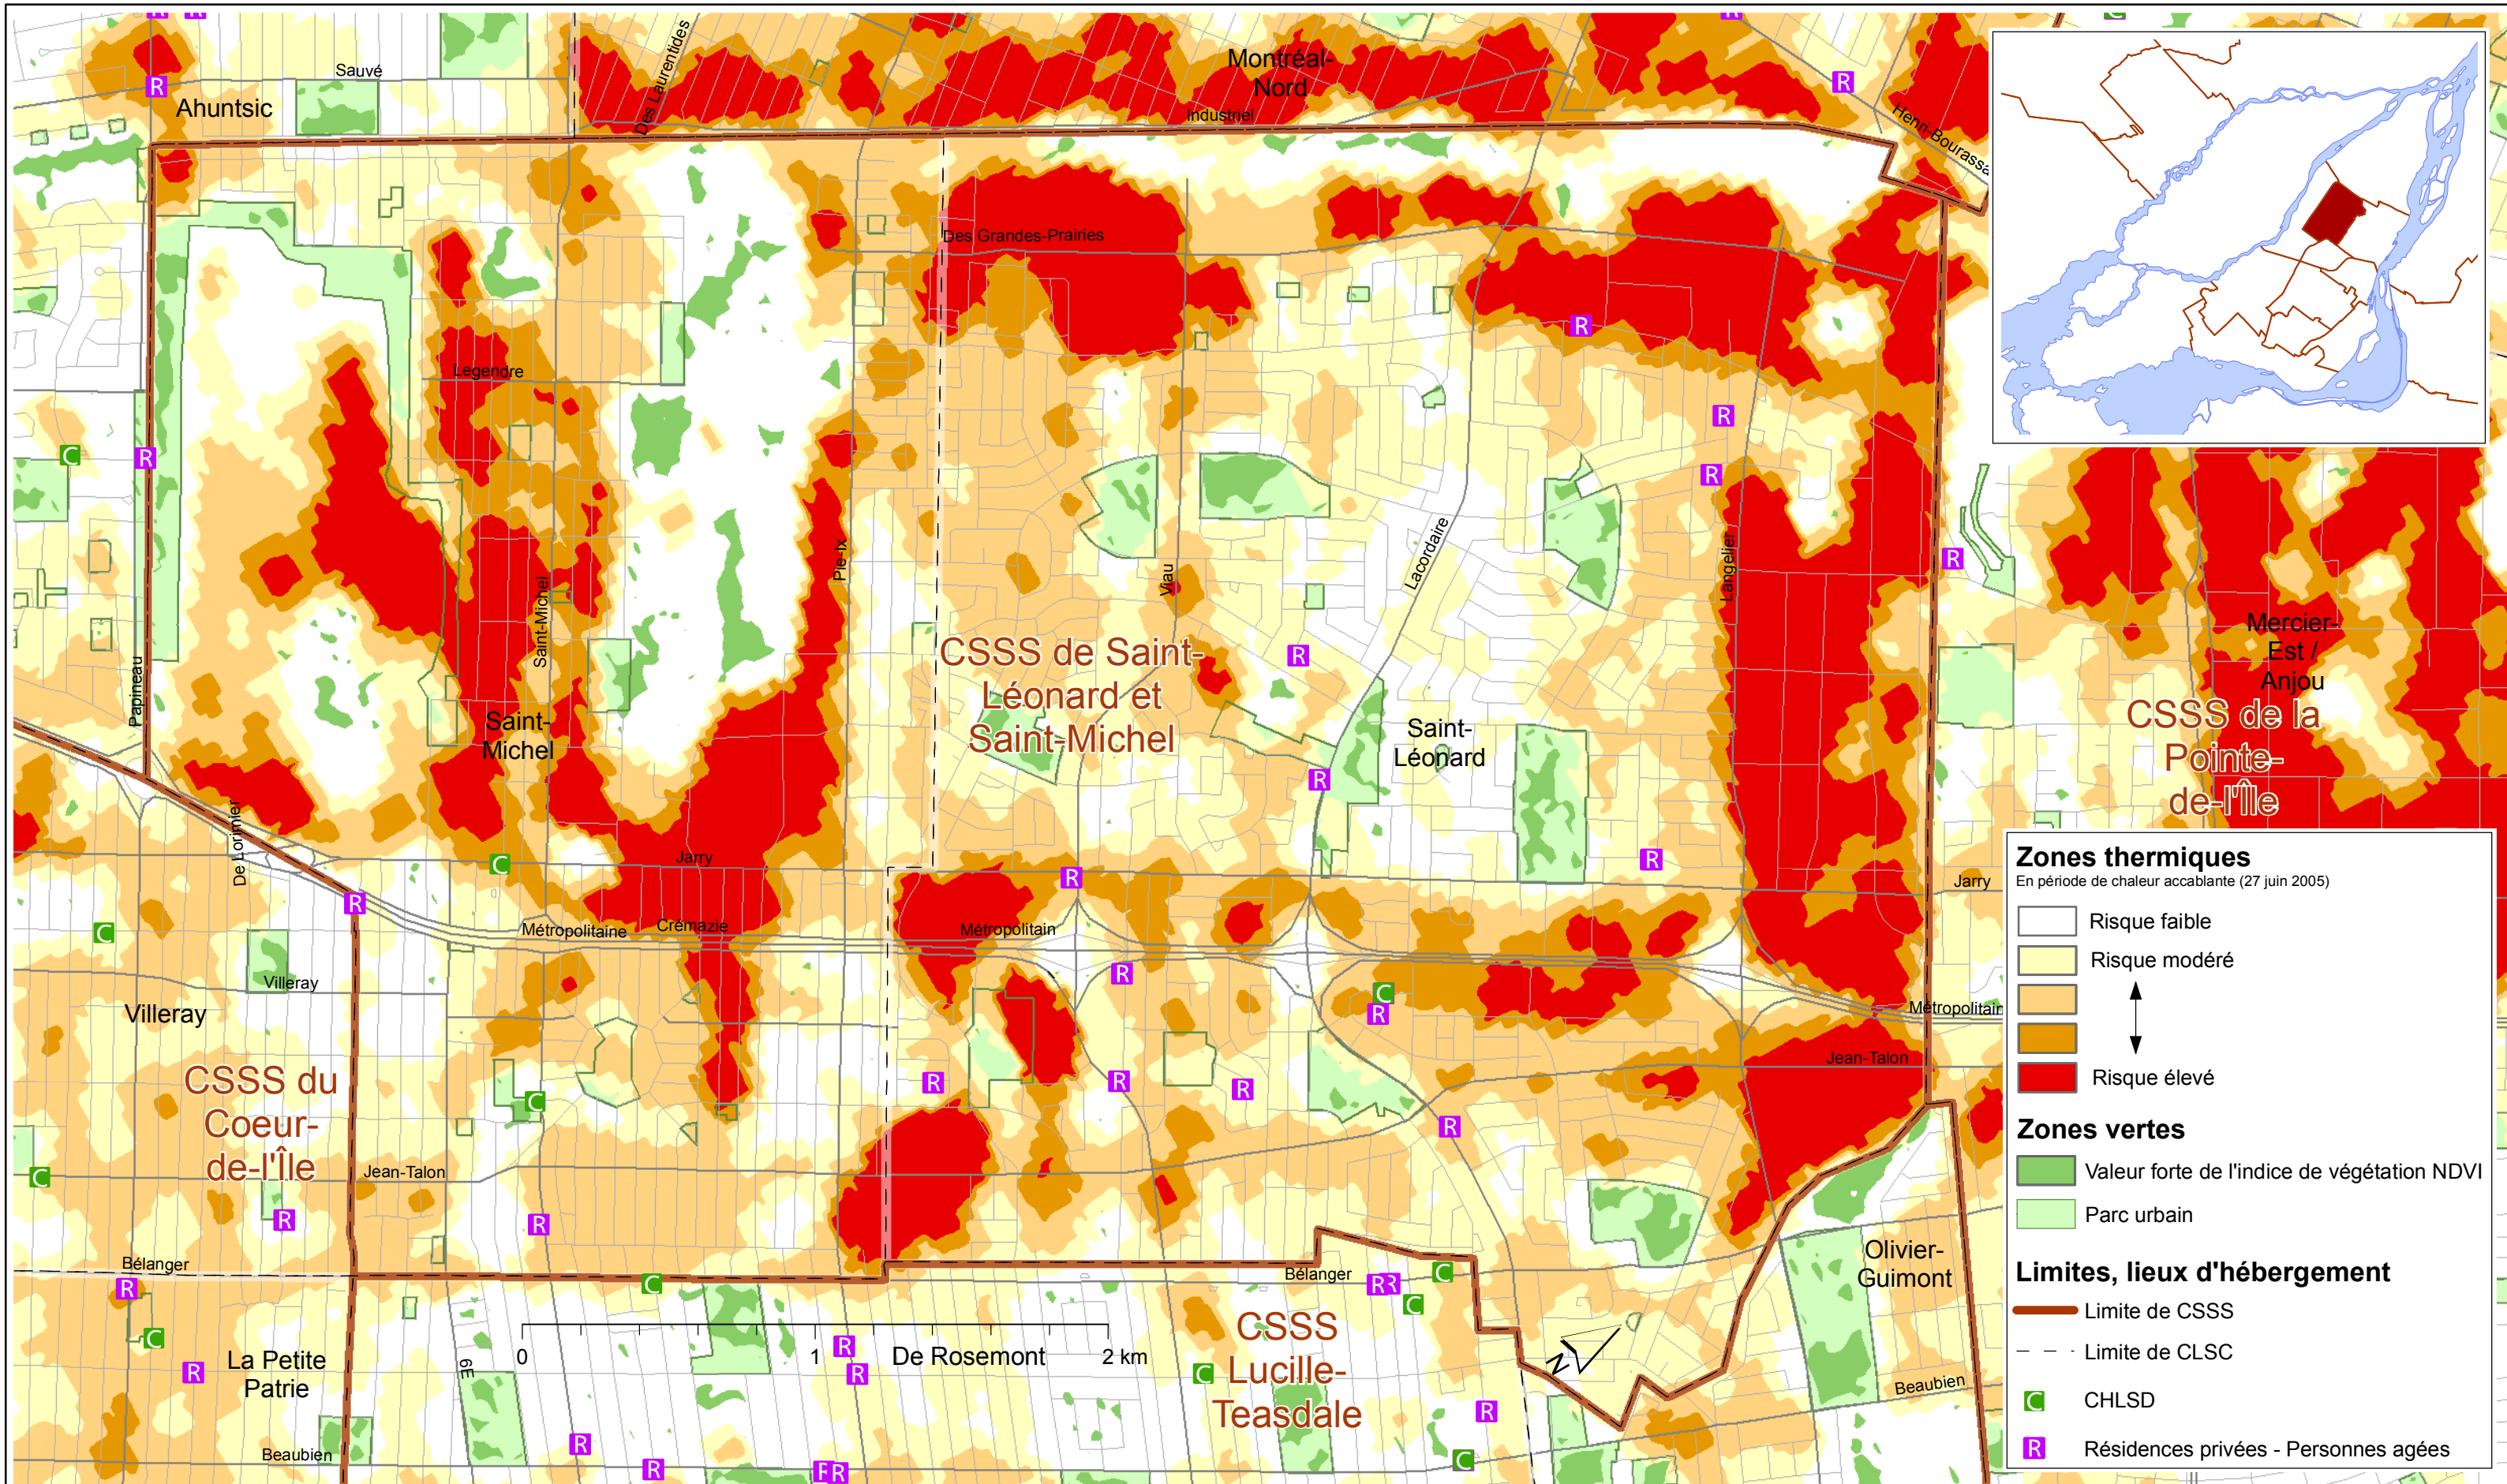 Sauvé
Des Laurentides
Montréal-
Nord
Industriel
Henri-Bourassa
Ahuntsic
R
R
Des Grandes-Prairies
R
Legendre
R
C
R
R
Papineau
Saint-Michel
Pie-Ix
Viau
Lacordaire
Langelier
R
CSSS de Saint-
Léonard et
Saint-Michel
R
Saint-
Michel
Saint-
Léonard
R
Mercier-
Est /
Anjou
CSSS de la
Pointe-
de-l'Île
De Lorimier
C
Jarry
R
R
Jarry
R
C
Métropolitaine
Crémazie
Métropolitain
R
C
R
Métropolitain
Villeray
Villeray
Jean-Talon
R
R
R
C
R
CSSS du
Coeur-
de-l'Île
C
Jean-Talon
R
R
Bélanger
R
C
C
Bélanger
R
R
C
C
Olivier-
Guimont
La Petite
Patrie
R
6E
0
1
2 km
De Rosemont
R
R
C
CSSS
Lucille-
Teasdale
N
R
Beaubien
Beaubien
R
R
R
C
Zones thermiques
En période de chaleur accablante (27 juin 2005)
Risque faible
Risque modéré
Risque élevé
Zones vertes
Valeur forte de l'indice de végétation NDVI
Parc urbain
Limites, lieux d'hébergement
Limite de CSSS
Limite de CLSC
C CHLSD
R Résidences privées - Personnes agées